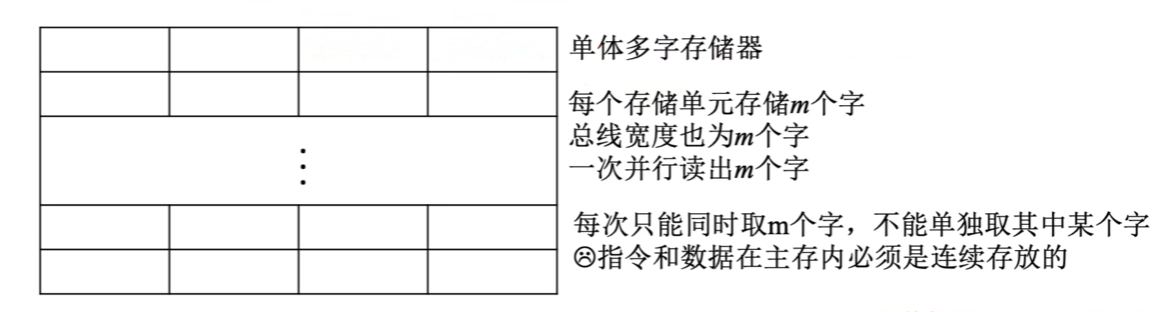 单体多字存储器
每个存储单元存储m个字
总线宽度也为m个字
一次并行读出m个字
每次只能同时取m个字，不能单独取其中某个字
☹指令和数据在主存内必须是连续存放的